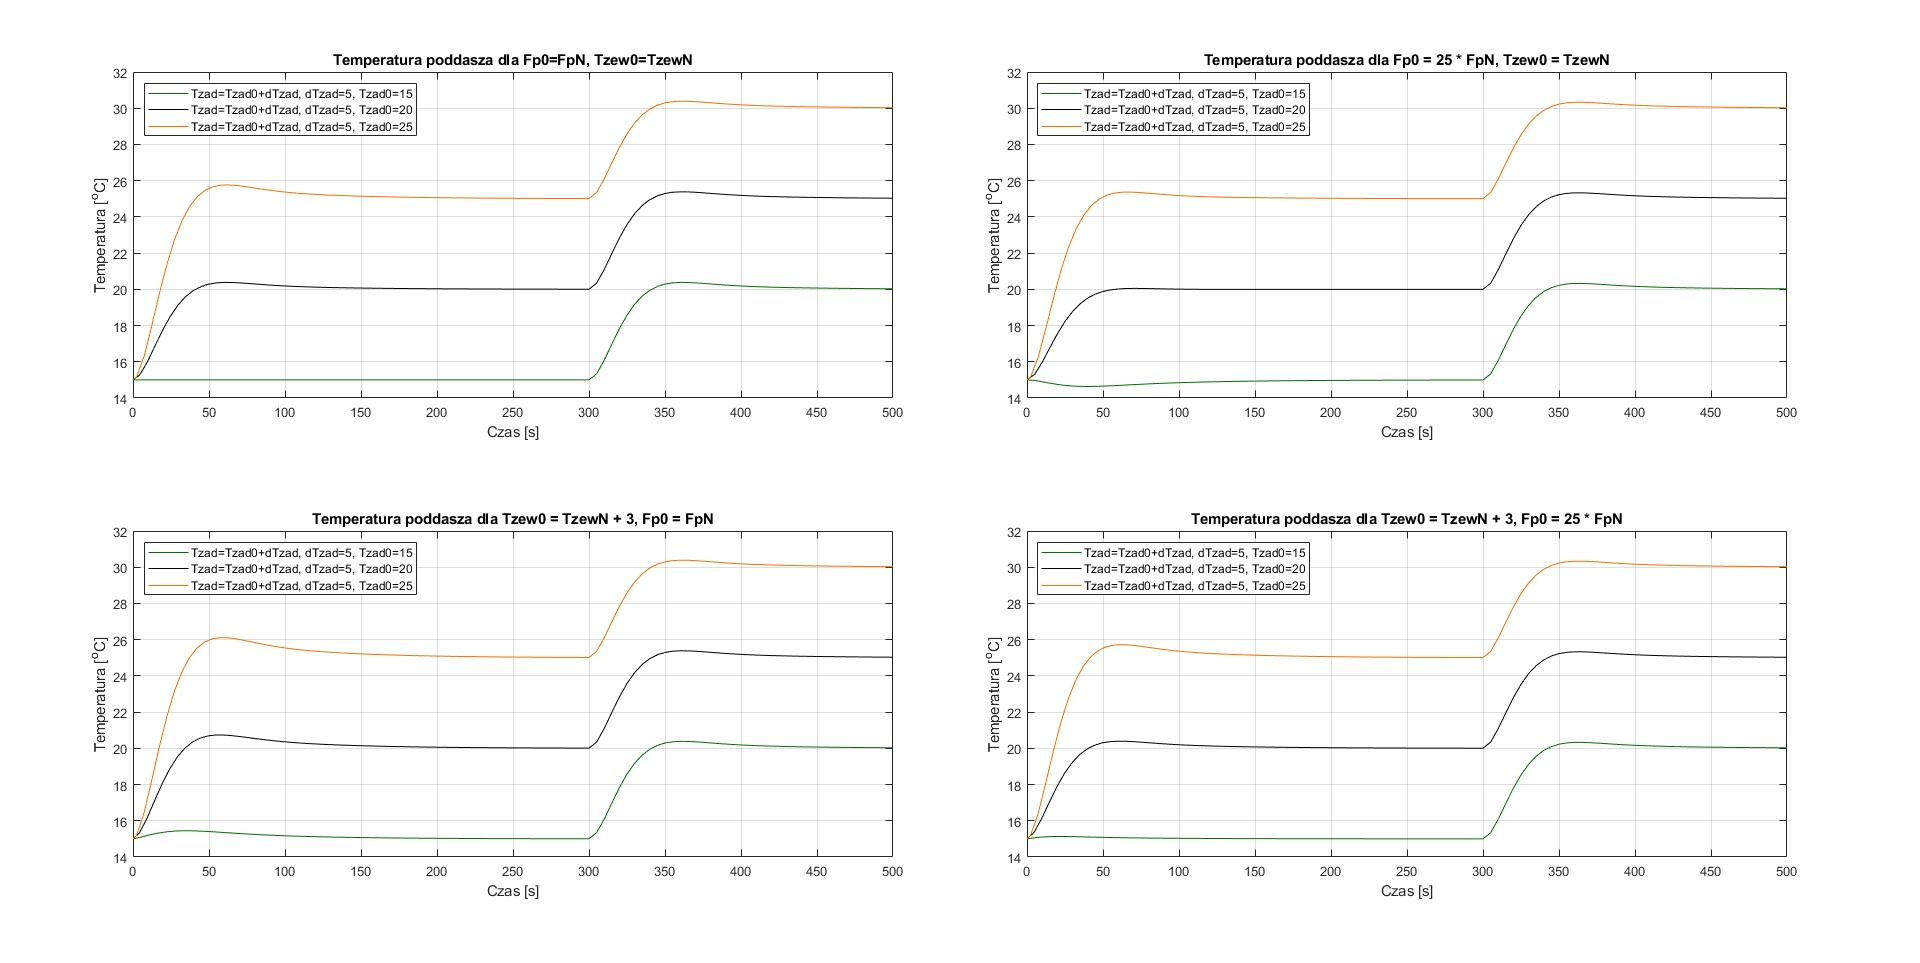 Temperatura poddasza dla Fp0=FpN, Tzew0=TzewN
32
30
28
26
24
22
20
18
16
14
Temperatura [°C]
Tzad=Tzad0+dTzad, dTzad=5, Tzad0=15
Tzad=Tzad0+dTzad, dTzad=5, Tzad0=20
Tzad=Tzad0+dTzad, dTzad=5, Tzad0=25
0 50 100 150 200 250 300 350 400 450 500
Czas [s]
Temperatura poddasza dla Fp0 = 25 * FpN, Tzew0 = TzewN
32
30
28
26
24
22
20
18
16
14
Temperatura [°C]
Tzad=Tzad0+dTzad, dTzad=5, Tzad0=15
Tzad=Tzad0+dTzad, dTzad=5, Tzad0=20
Tzad=Tzad0+dTzad, dTzad=5, Tzad0=25
0 50 100 150 200 250 300 350 400 450 500
Czas [s]
Temperatura poddasza dla Tzew0 = TzewN + 3, Fp0 = FpN
32
30
28
26
24
22
20
18
16
14
Temperatura [°C]
Tzad=Tzad0+dTzad, dTzad=5, Tzad0=15
Tzad=Tzad0+dTzad, dTzad=5, Tzad0=20
Tzad=Tzad0+dTzad, dTzad=5, Tzad0=25
0 50 100 150 200 250 300 350 400 450 500
Czas [s]
Temperatura poddasza dla Tzew0 = TzewN + 3, Fp0 = 25 * FpN
32
30
28
26
24
22
20
18
16
14
Temperatura [°C]
Tzad=Tzad0+dTzad, dTzad=5, Tzad0=15
Tzad=Tzad0+dTzad, dTzad=5, Tzad0=20
Tzad=Tzad0+dTzad, dTzad=5, Tzad0=25
0 50 100 150 200 250 300 350 400 450 500
Czas [s]